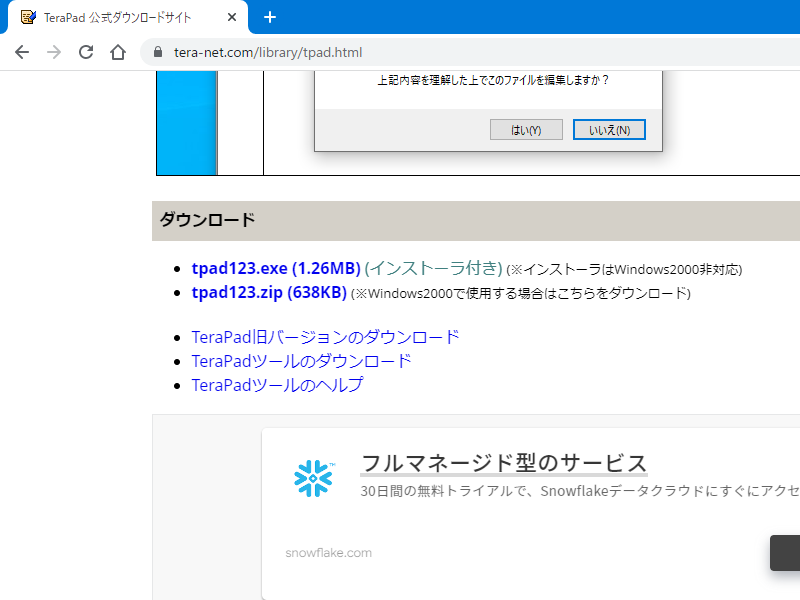 TeraPad 公式ダウンロードサイト
tera-net.com/library/tpad.html
上記内容を理解した上でこのファイルを編集しますか？
はい(Y) いいえ(N)
ダウンロード
tpad123.exe (1.26MB) (インストーラ付き) (※インストーラはWindows2000非対応)
tpad123.zip (638KB) (※Windows2000で使用する場合はこちらをダウンロード)
TeraPad旧バージョンのダウンロード
TeraPadツールのダウンロード
TeraPadツールのヘルプ
フルマネージド型のサービス
30日間の無料トライアルで、Snowflakeデータクラウドにすぐにアクセ
snowflake.com